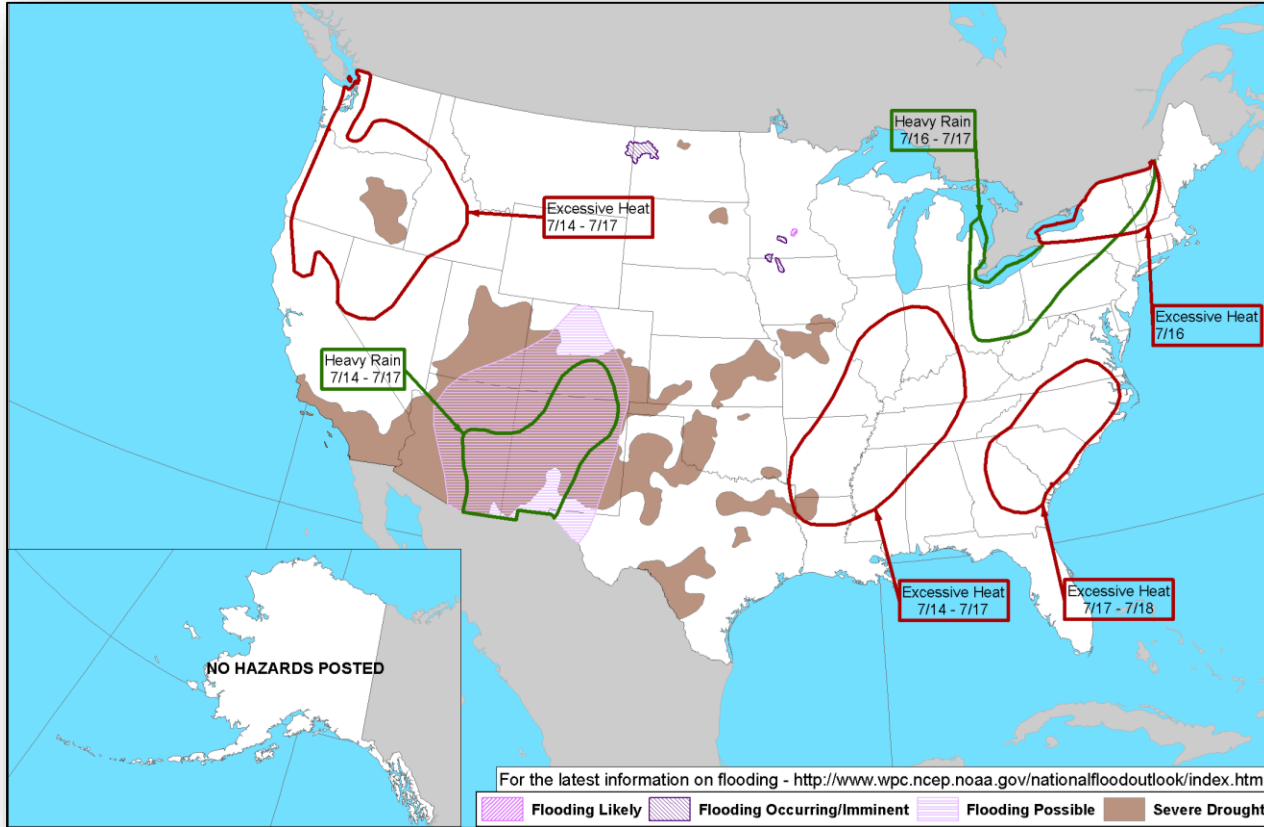 Heavy Rain
7/16 - 7/17
Excessive Heat
7/14 - 7/17
Excessive Heat
7/16
Heavy Rain
7/14 - 7/17
Excessive Heat
7/14 - 7/17
Excessive Heat
7/17 - 7/18
NO HAZARDS POSTED
For the latest information on flooding - http://www.wpc.ncep.noaa.gov/nationalfloodoutlook/index.htm
Flooding Likely
Flooding Occurring/Imminent
Flooding Possible
Severe Drought